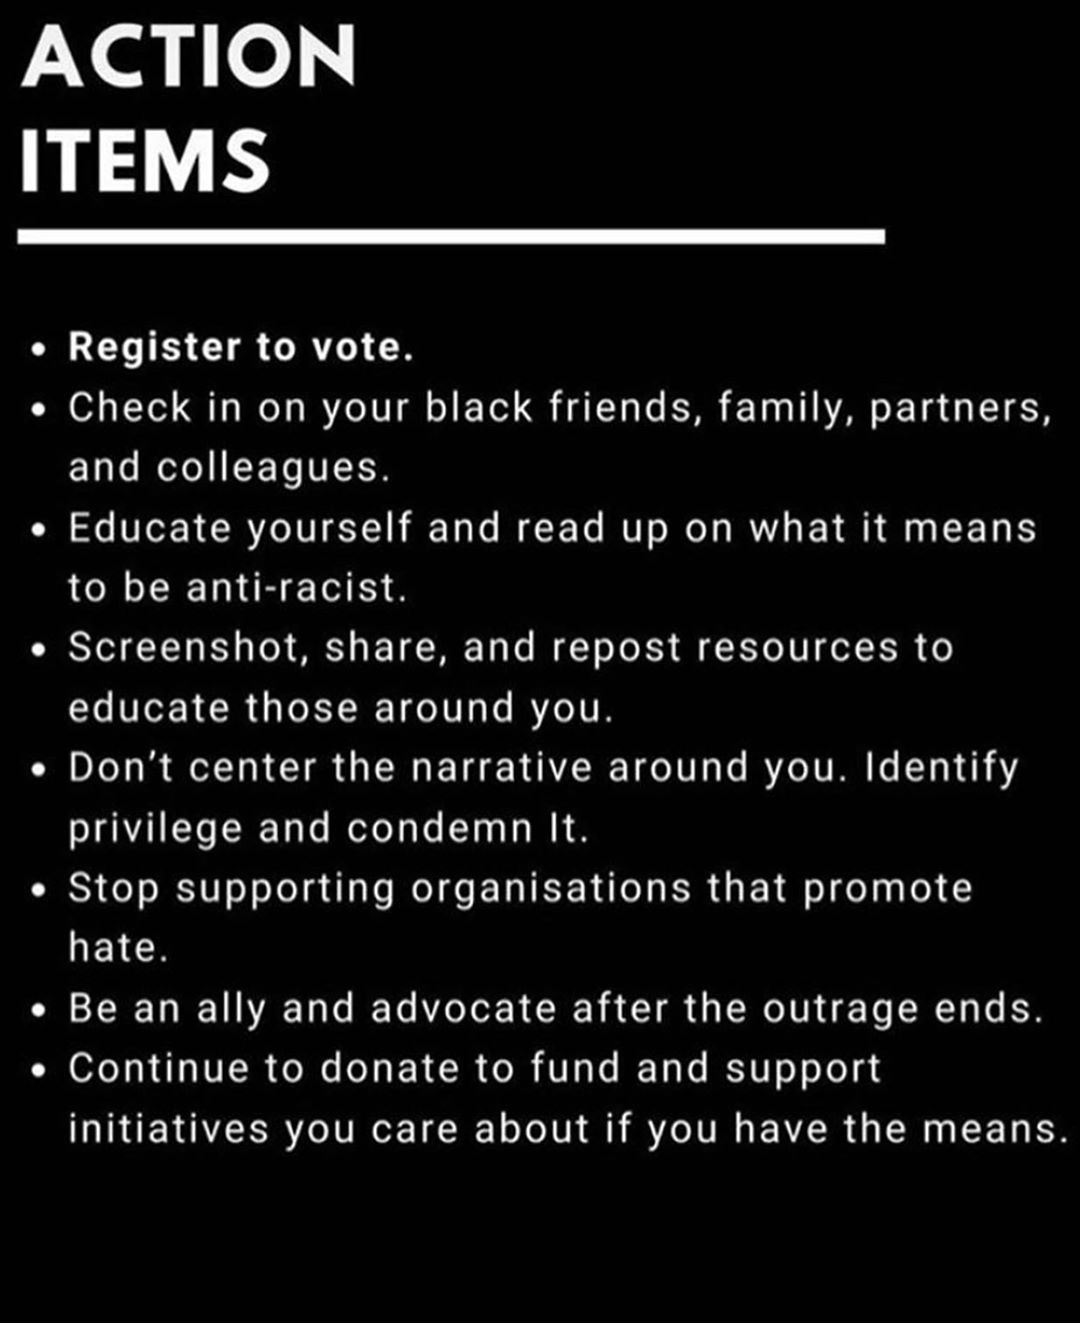 ACTION
ITEMS
• Register to vote.
• Check in on your black friends, family, partners,
and colleagues.
• Educate yourself and read up on what it means
to be anti-racist.
• Screenshot, share, and repost resources to
educate those around you.
• Don't center the narrative around you. Identify
privilege and condemn It.
• Stop supporting organisations that promote
hate.
• Be an ally and advocate after the outrage ends.
• Continue to donate to fund and support
initiatives you care about if you have the means.